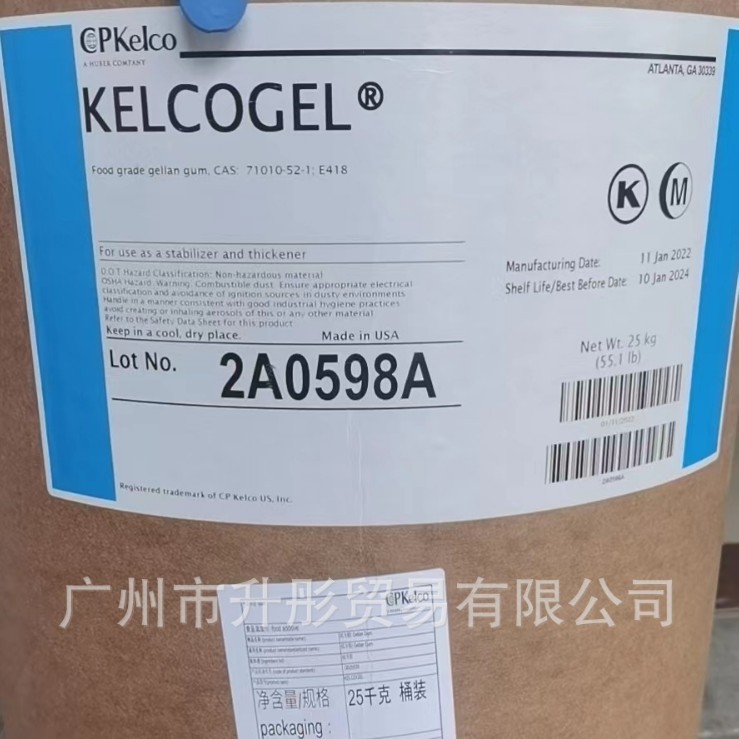 CPKelco
A HUBER COMPANY
ATLANTA, GA 30339
KELCOGEL®
Food grade gellan gum, CAS: 71010-52-1; E418
K M
For use as a stabilizer and thickener
D.O.T Hazard Classification: Non-hazardous material
OSHA Hazard: Warning: Combustible dust. Ensure appropriate electrical
classification and avoidance of ignition sources in dusty environments
Handle in a manner consistent with good industrial hygiene practices
avoid creating or inhaling aerosols of this or any other material
Refer to the Safety Data Sheet for this product
Keep in a cool, dry place. Made in USA
Manufacturing Date: 11 Jan 2022
Shelf Life/Best Before Date: 10 Jan 2024
Lot No. 2A0598A
Net Wt. 25 kg
(55.1 lb)
2A0598A
Registered trademark of CP Kelco US, Inc.
CPKelco
广州市升彤贸易有限公司
净含量/规格 25千克 桶装
packaging :